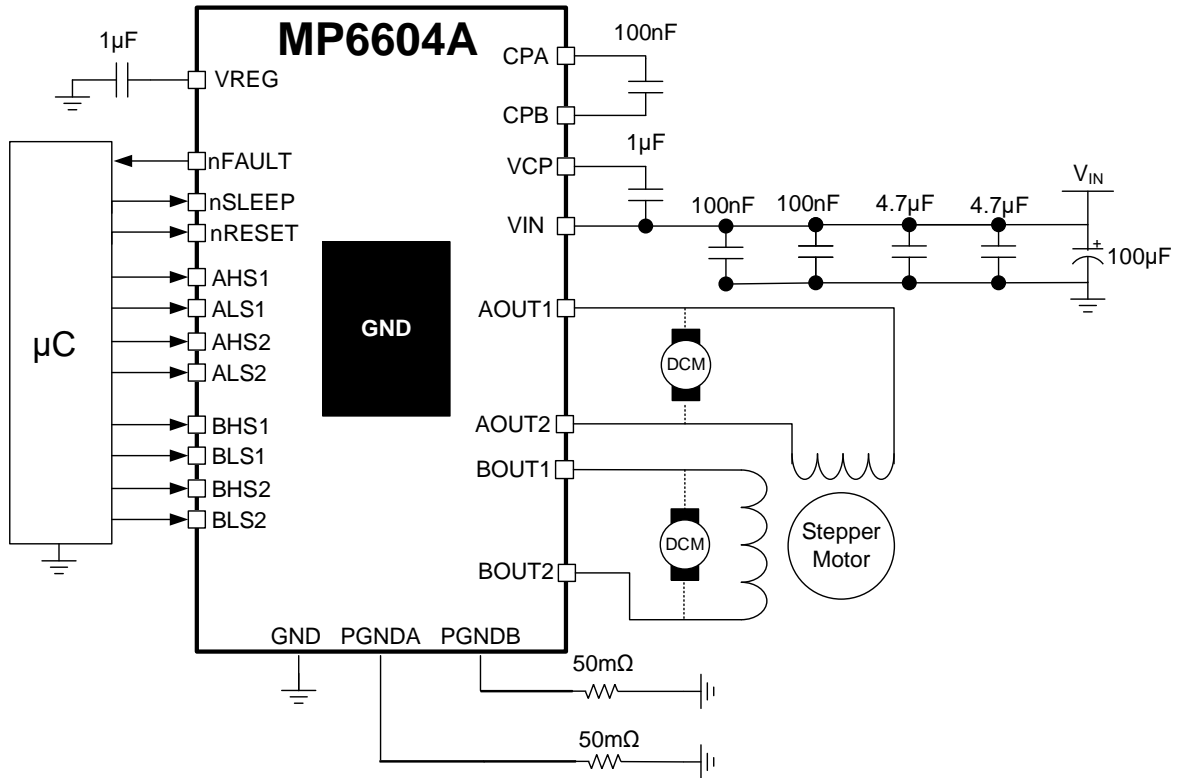 MP6604A
1µF
VREG
nFAULT
nSLEEP
nRESET
AHS1
ALS1
AHS2
ALS2
BHS1
BLS1
BHS2
BLS2
µC
GND
CPA
100nF
CPB
VCP
1µF
VIN
100nF
100nF
4.7µF
4.7µF
VIN
+
100µF
AOUT1
DCM
AOUT2
BOUT1
DCM
BOUT2
Stepper
Motor
GND PGNDA PGNDB
50mΩ
50mΩ